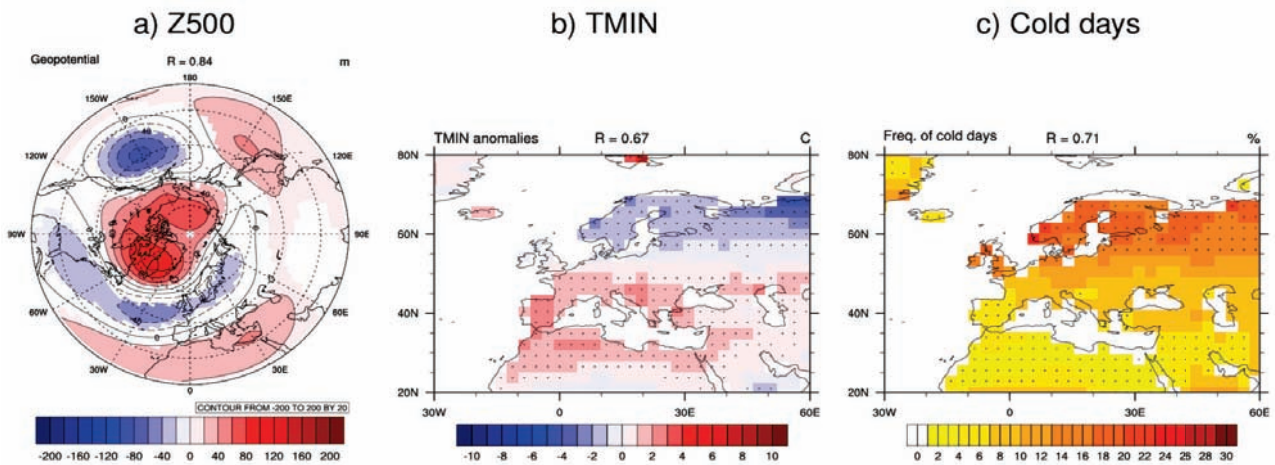 a) Z500
Geopotential R = 0.84 m
180
150W 150E
120W 120E
90W 90E
60W 60E
30W 30E
0
CONTOUR FROM -200 TO 200 BY 20
-200 -160 -120 -80 -40 0 40 80 120 160 200
b) TMIN
TMIN anomalies R = 0.67 C
80N
60N
40N
20N
30W 0 30E 60E
-10 -8 -6 -4 -2 0 2 4 6 8 10
c) Cold days
Freq. of cold days R = 0.71 %
80N
60N
40N
20N
30W 0 30E 60E
0 2 4 6 8 10 12 14 16 18 20 22 24 26 28 30